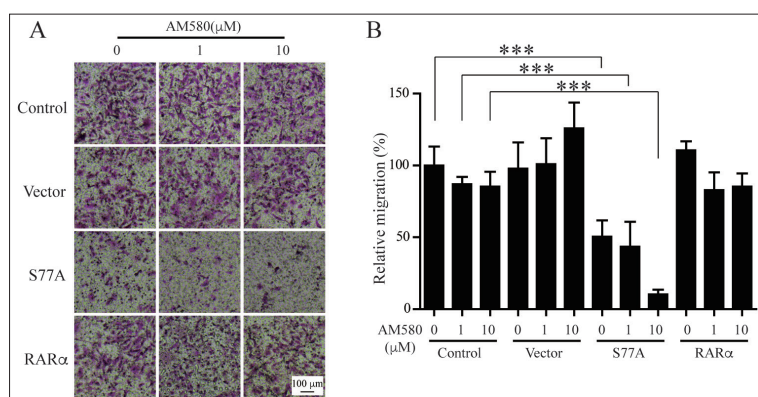 A
AM580(μM)
0 1 10
Control
Vector
S77A
RARα
100 μm
B
***
***
***
Relative migration (%)
150
100
50
0
AM580 (μM)
0 1 10 0 1 10 0 1 10 0 1 10
Control Vector S77A RARα